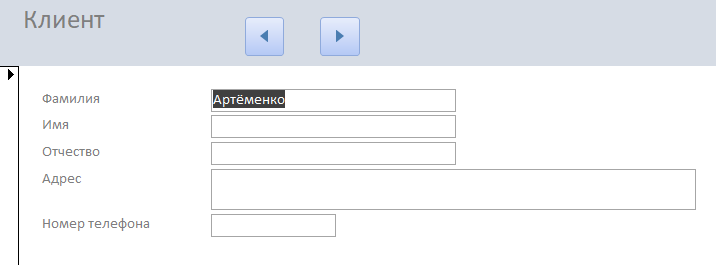 Клиент
Фамилия Артёменко
Имя
Отчество
Адрес
Номер телефона